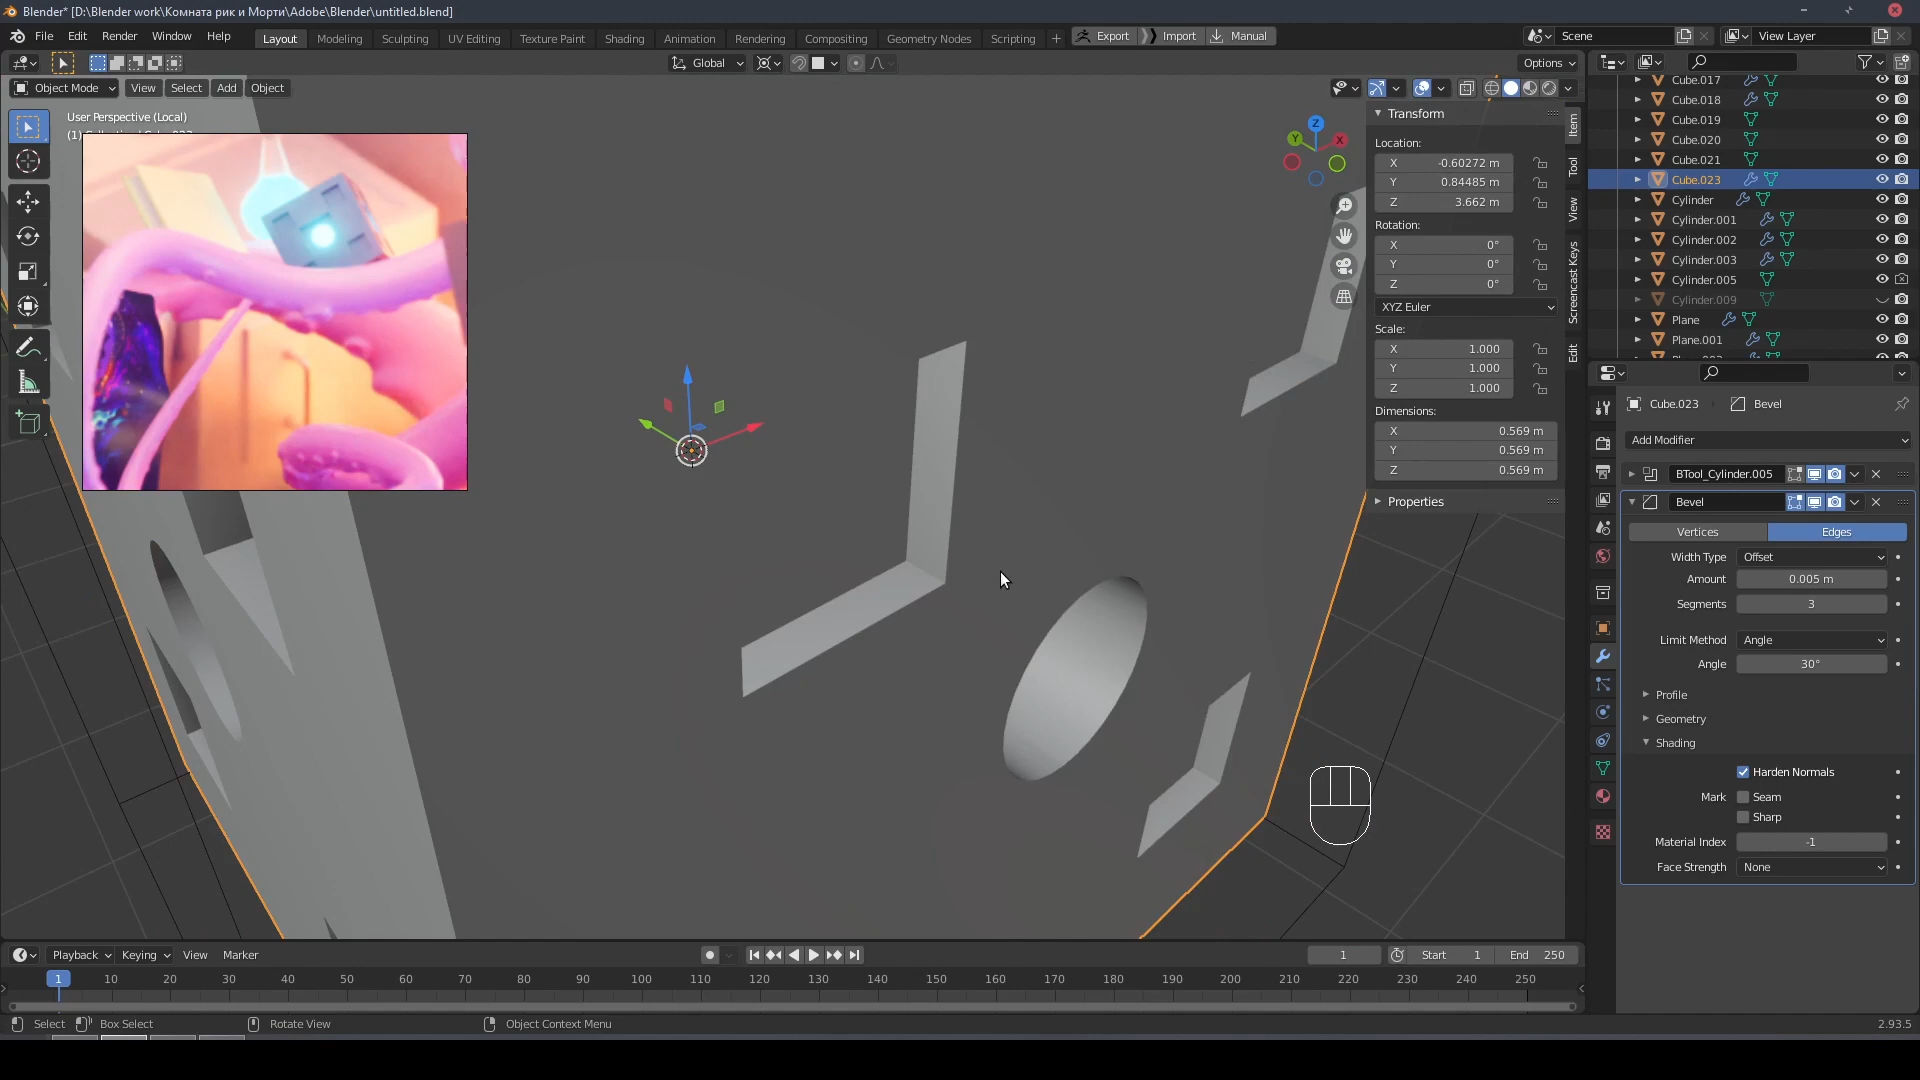 Blender* [D:\Blender work\Комната рик и Морти\Adobe\Blender\untitled.blend]
File Edit Render Window Help
Layout Modeling Sculpting UV Editing Texture Paint Shading Animation Rendering Compositing Geometry Nodes Scripting +
Export Import Manual
Scene View Layer
Global Options
Object Mode View Select Add Object
User Perspective (Local)
Z
Y
X
Transform
Location:
X -0.60272 m
Y 0.84485 m
Z 3.662 m
Rotation:
X 0°
Y 0°
Z 0°
XYZ Euler
Scale:
X 1.000
Y 1.000
Z 1.000
Dimensions:
X 0.569 m
Y 0.569 m
Z 0.569 m
Properties
Item
Tool
View
Screencast Keys
Edit
Cube.017
Cube.018
Cube.019
Cube.020
Cube.021
Cube.023
Cylinder
Cylinder.001
Cylinder.002
Cylinder.003
Cylinder.005
Cylinder.009
Plane
Plane.001
Cube.023 Bevel
Add Modifier
BTool_Cylinder.005
Bevel
Vertices Edges
Width Type Offset
Amount 0.005 m
Segments 3
Limit Method Angle
Angle 30°
Profile
Geometry
Shading
Harden Normals
Mark Seam
Sharp
Material Index -1
Face Strength None
Playback Keying View Marker
1 Start 1 End 250
1 10 20 30 40 50 60 70 80 90 100 110 120 130 140 150 160 170 180 190 200 210 220 230 240 250
Select Box Select Rotate View Object Context Menu
2.93.5